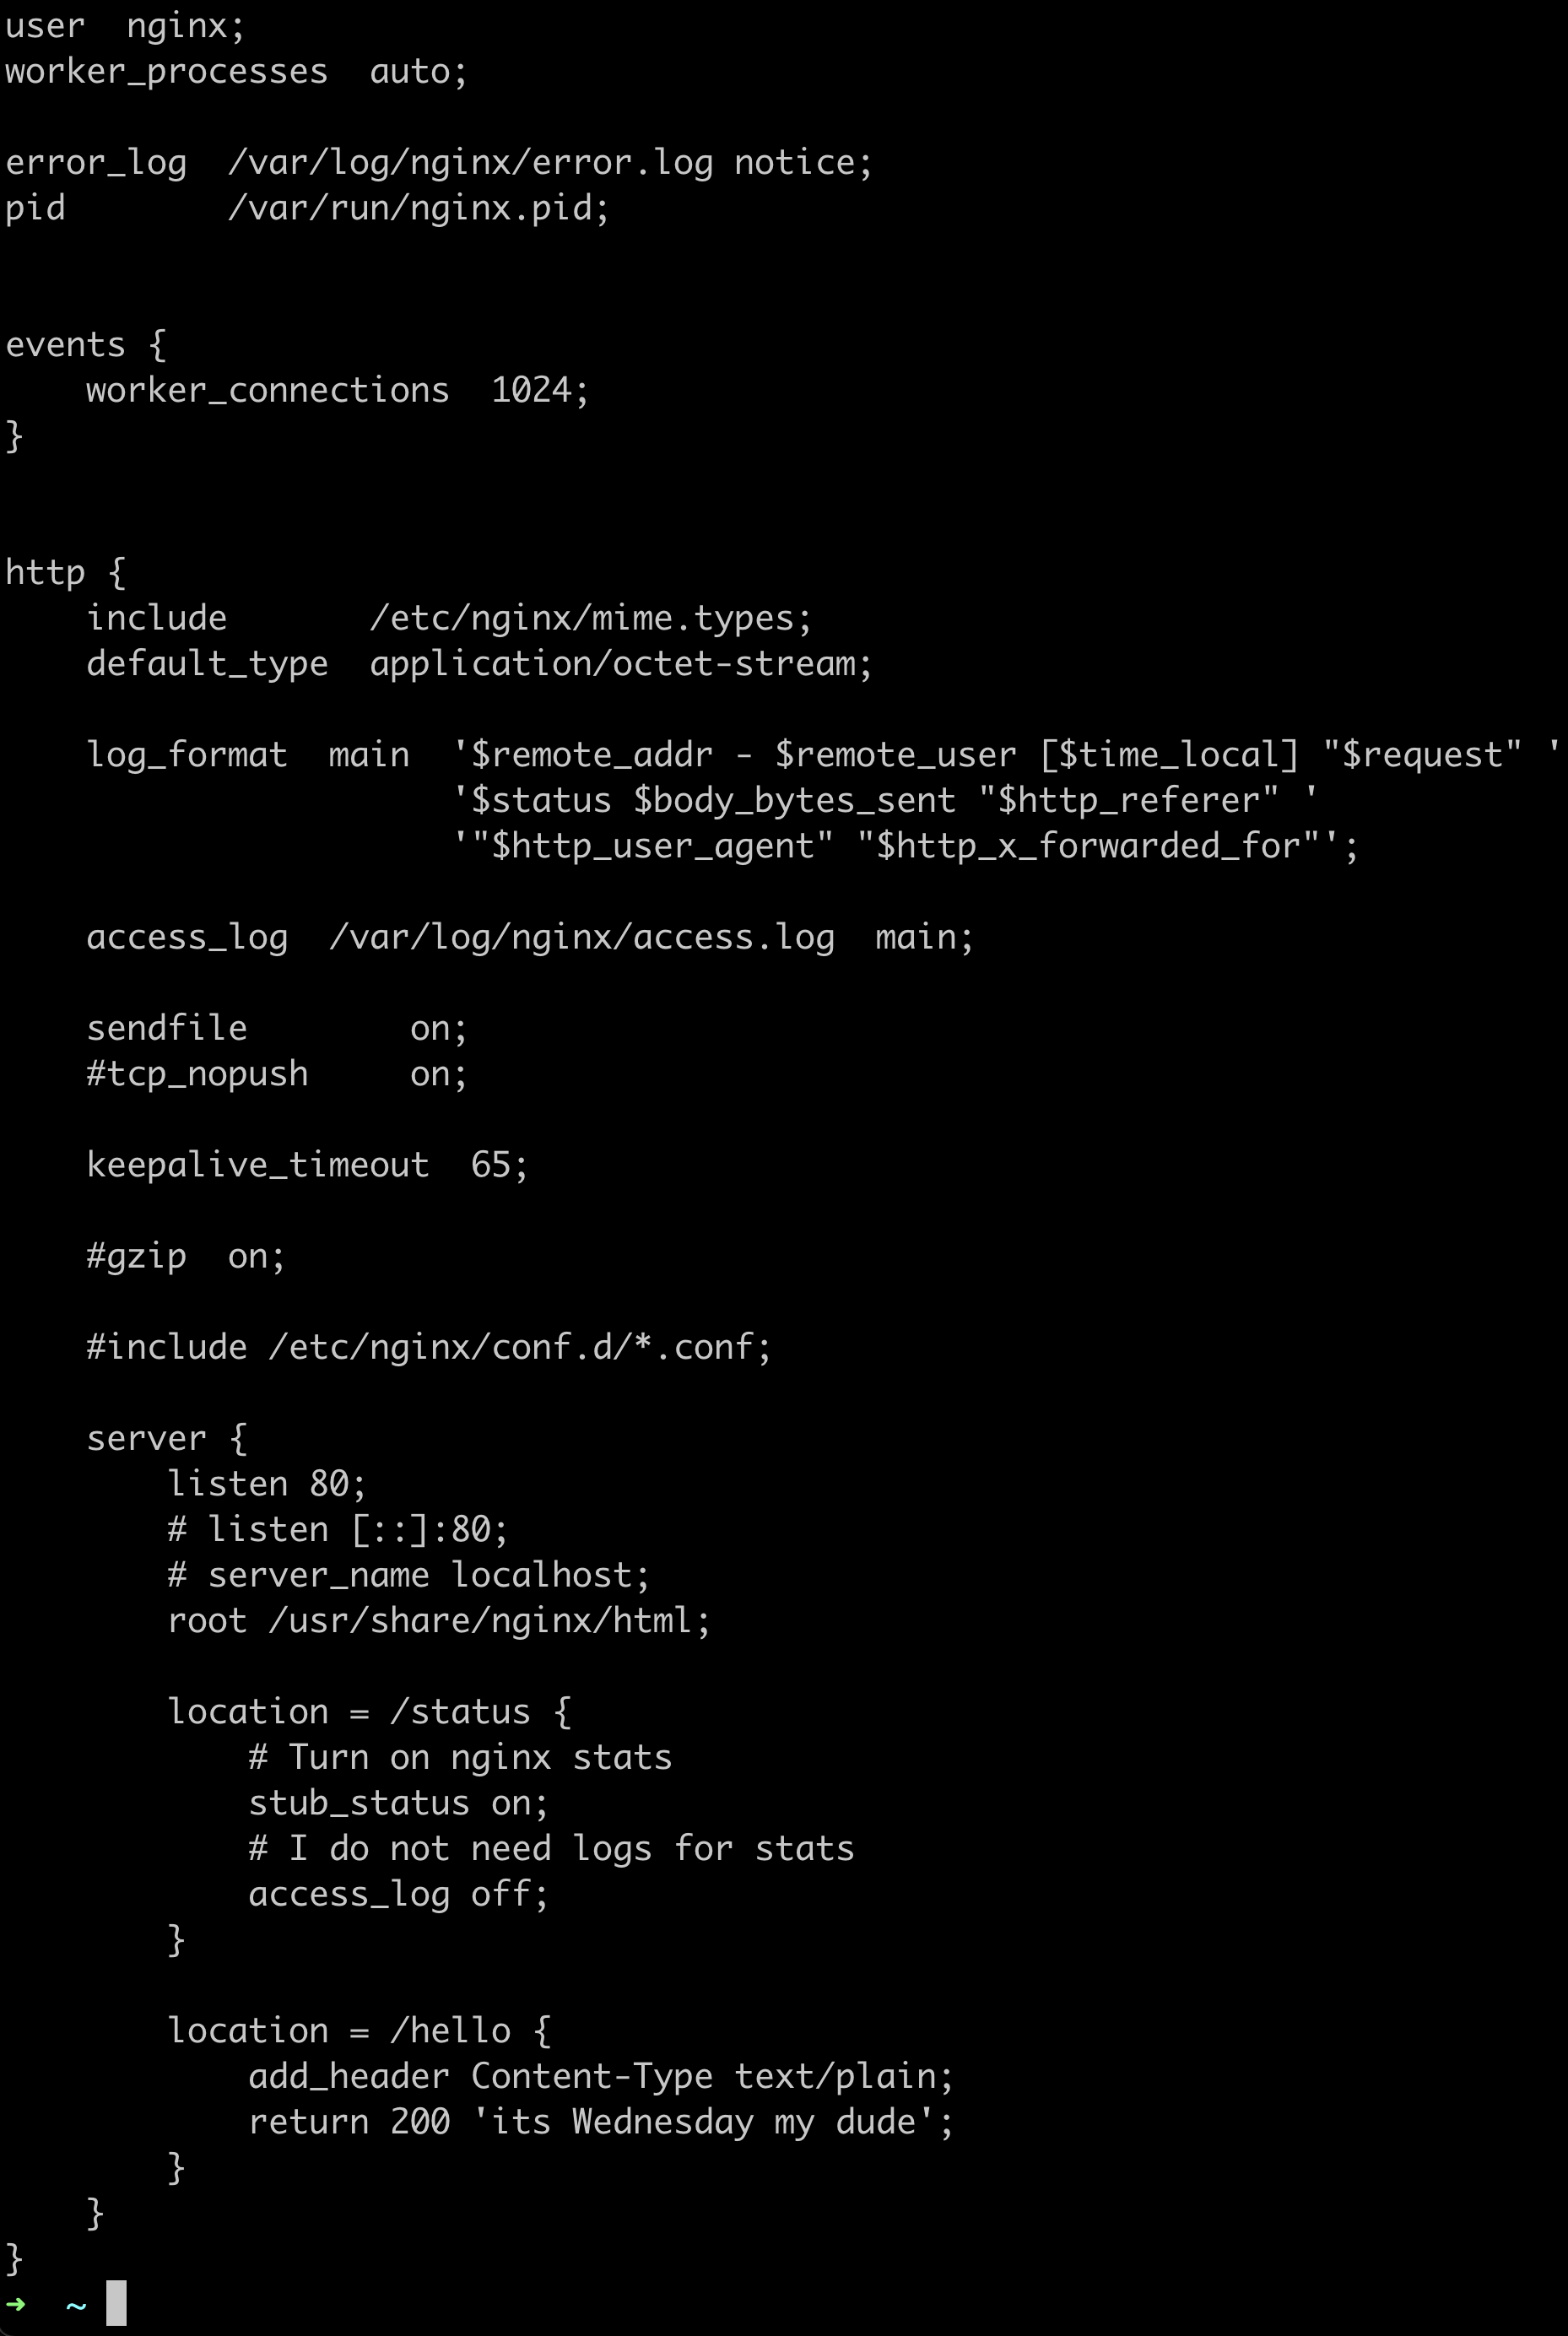 user  nginx;
worker_processes  auto;

error_log  /var/log/nginx/error.log notice;
pid        /var/run/nginx.pid;


events {
    worker_connections  1024;
}


http {
    include       /etc/nginx/mime.types;
    default_type  application/octet-stream;

    log_format  main  '$remote_addr - $remote_user [$time_local] "$request" '
                      '$status $body_bytes_sent "$http_referer" '
                      '"$http_user_agent" "$http_x_forwarded_for"';

    access_log  /var/log/nginx/access.log  main;

    sendfile        on;
    #tcp_nopush     on;

    keepalive_timeout  65;

    #gzip  on;

    #include /etc/nginx/conf.d/*.conf;

    server {
        listen 80;
        # listen [::]:80;
        # server_name localhost;
        root /usr/share/nginx/html;

        location = /status {
            # Turn on nginx stats
            stub_status on;
            # I do not need logs for stats
            access_log off;
        }

        location = /hello {
            add_header Content-Type text/plain;
            return 200 'its Wednesday my dude';
        }
    }
}
➜  ~